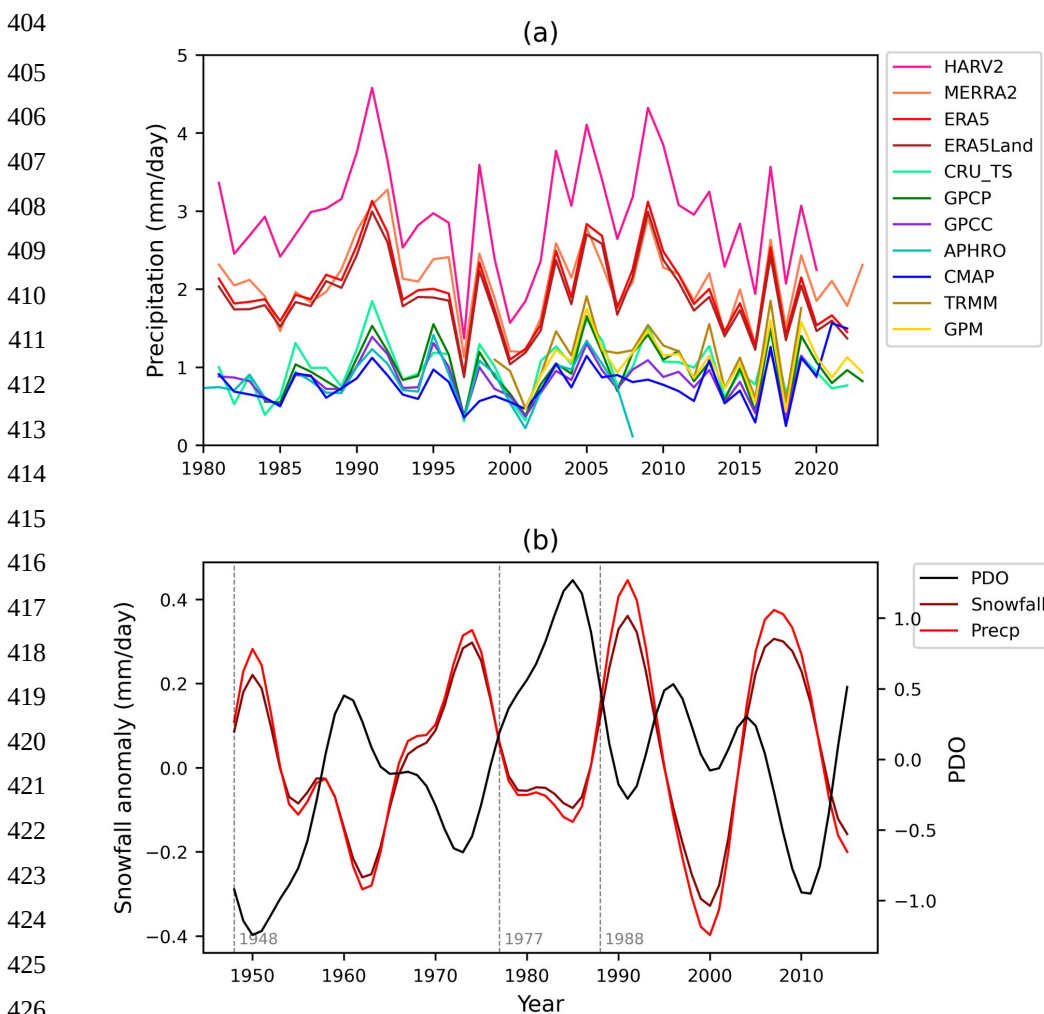 404
(a)
405
406
407
408
409
410
411
412
413
414
415
416
417
418
419
420
421
422
423
424
425
426
Precipitation (mm/day)
5
4
3
2
1
0
1980
1985
1990
1995
2000
2005
2010
2015
2020
HARV2
MERRA2
ERA5
ERA5Land
CRU_TS
GPCP
GPCC
APHRO
CMAP
TRMM
GPM
(b)
Snowfall anomaly (mm/day)
0.4
0.2
0.0
−0.2
−0.4
1948
1977
1988
1950
1960
1970
1980
1990
2000
2010
Year
1.0
0.5
0.0
−0.5
−1.0
PDO
PDO
Snowfall
Precp